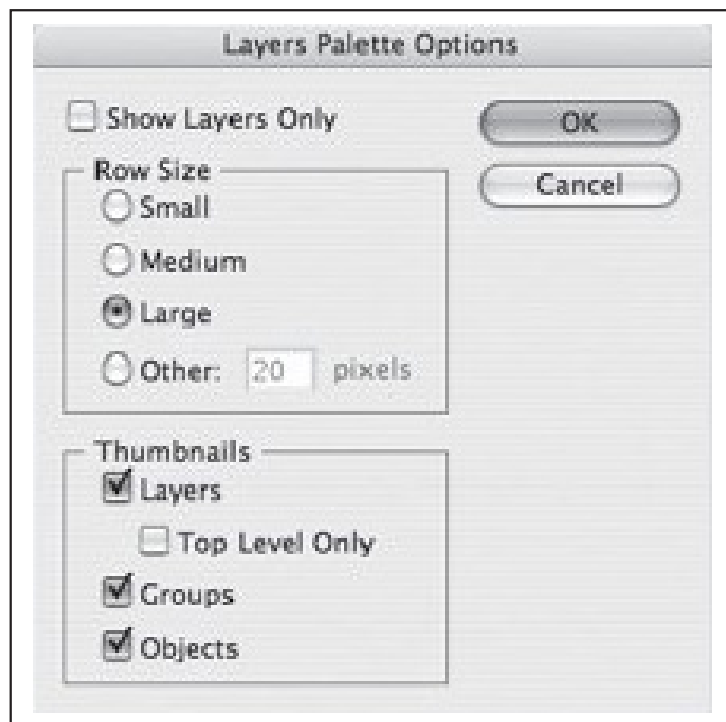 Layers Palette Options
Show Layers Only
OK
Row Size
Cancel
Small
Medium
Large
Other: 20 pixels
Thumbnails
Layers
Top Level Only
Groups
Objects